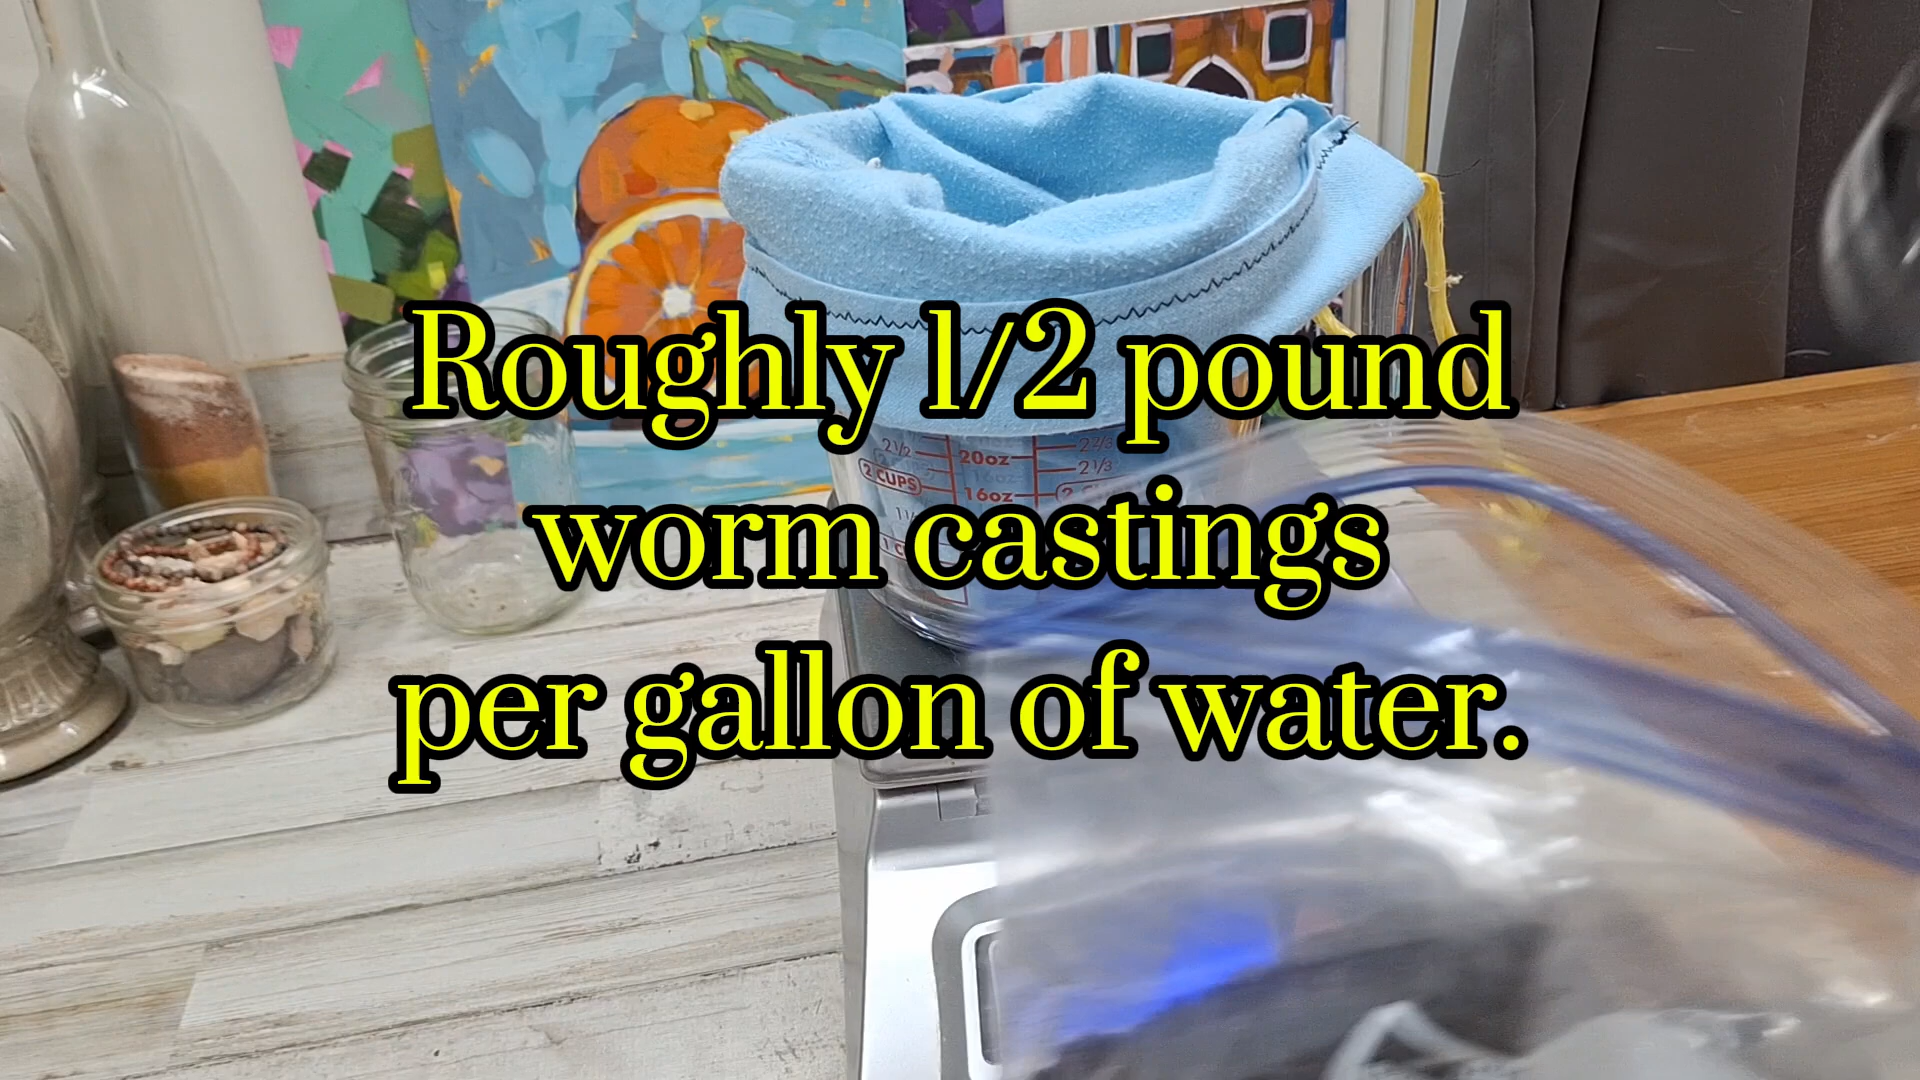 Roughly 1/2 pound
worm castings
per gallon of water.
2 1/2
20oz
2 2/3
2 1/3
2 CUPS
16oz